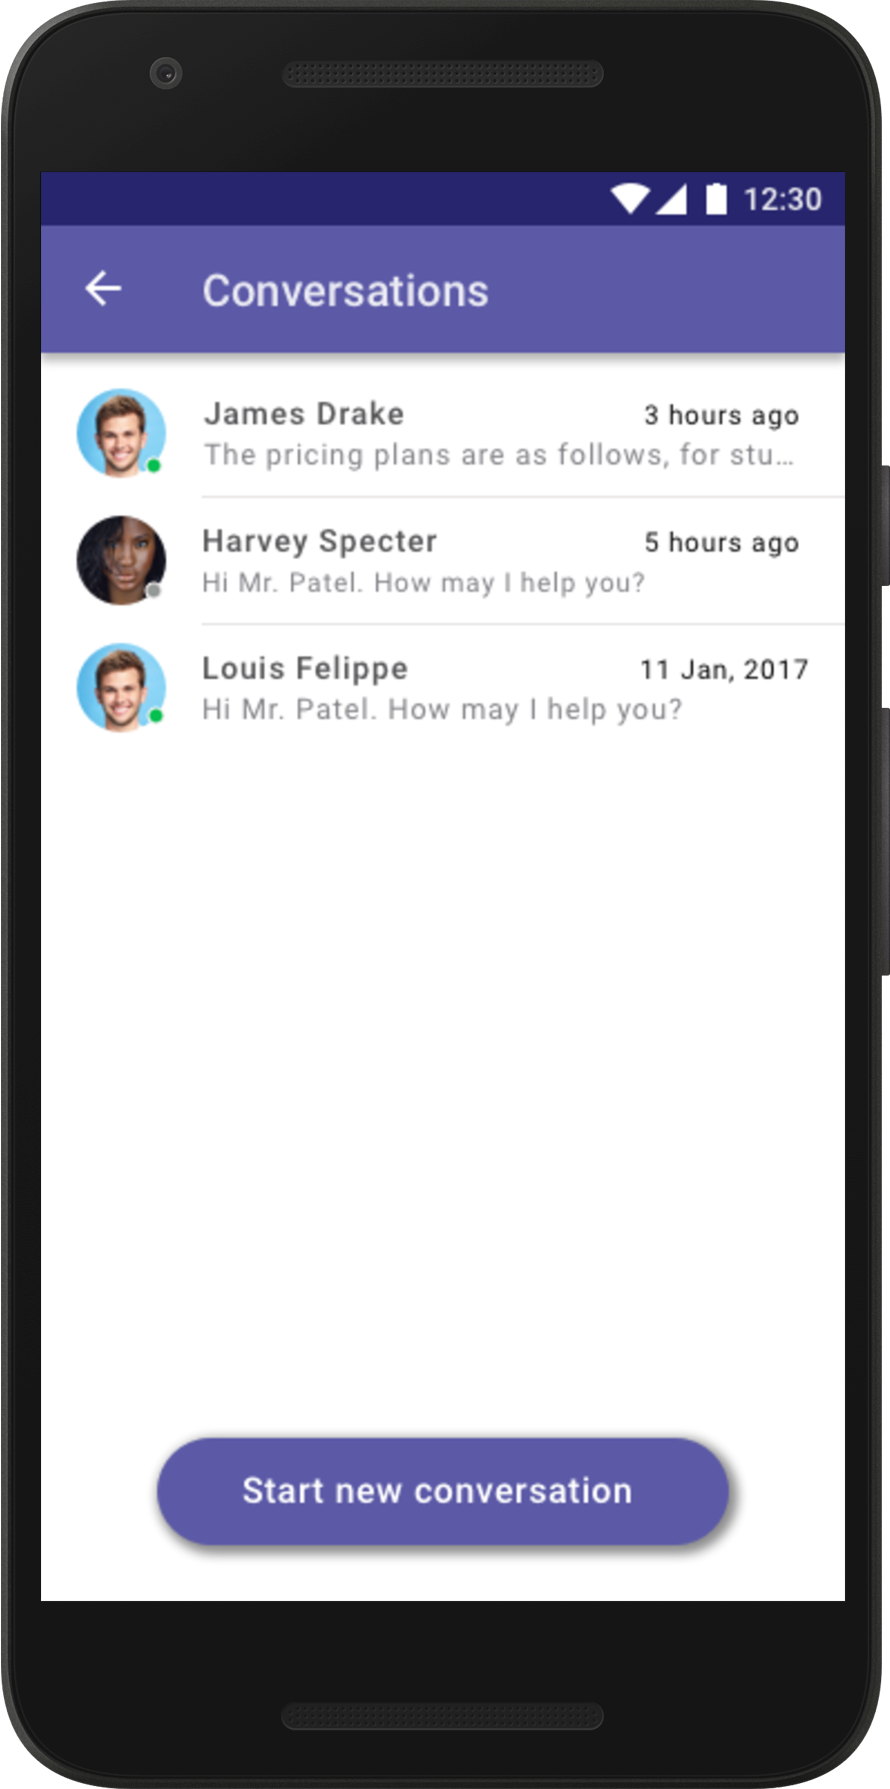 12:30
Conversations
James Drake 3 hours ago
The pricing plans are as follows, for stu...
Harvey Specter 5 hours ago
Hi Mr. Patel. How may I help you?
Louis Felippe 11 Jan, 2017
Hi Mr. Patel. How may I help you?
Start new conversation